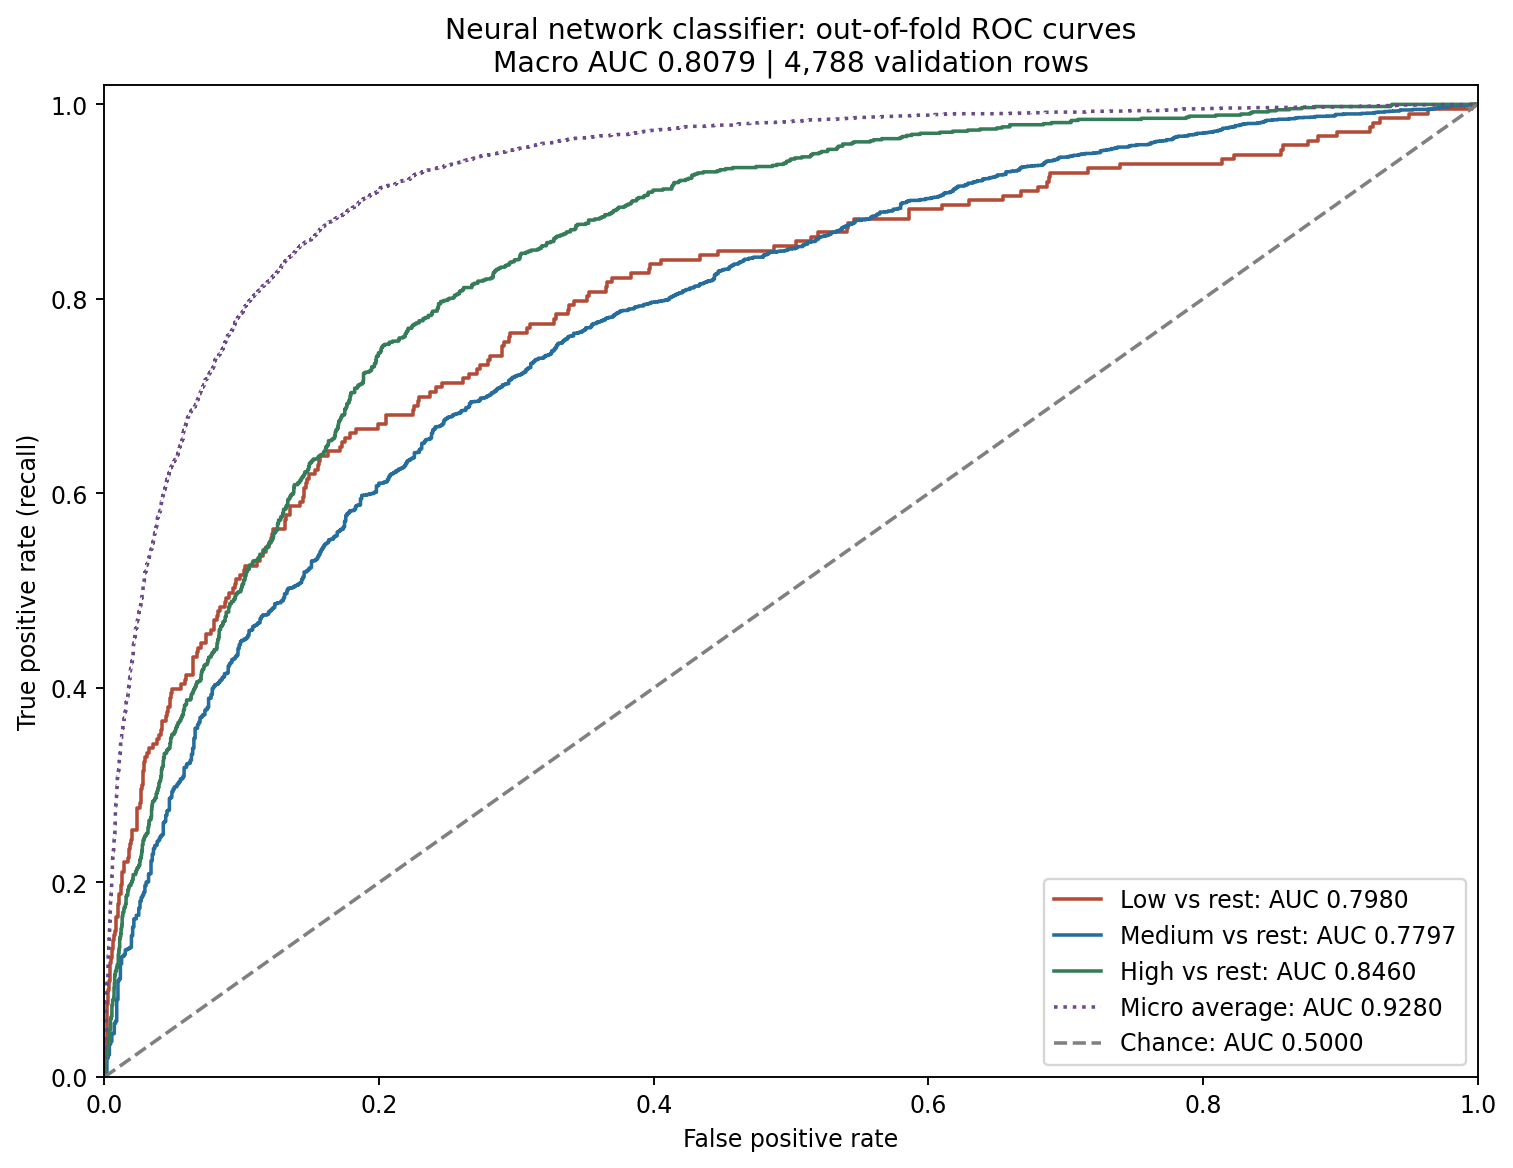 Neural network classifier: out-of-fold ROC curves
Macro AUC 0.8079 | 4,788 validation rows
True positive rate (recall)
1.0
0.8
0.6
0.4
0.2
0.0
0.0 0.2 0.4 0.6 0.8 1.0
False positive rate
Low vs rest: AUC 0.7980
Medium vs rest: AUC 0.7797
High vs rest: AUC 0.8460
Micro average: AUC 0.9280
Chance: AUC 0.5000